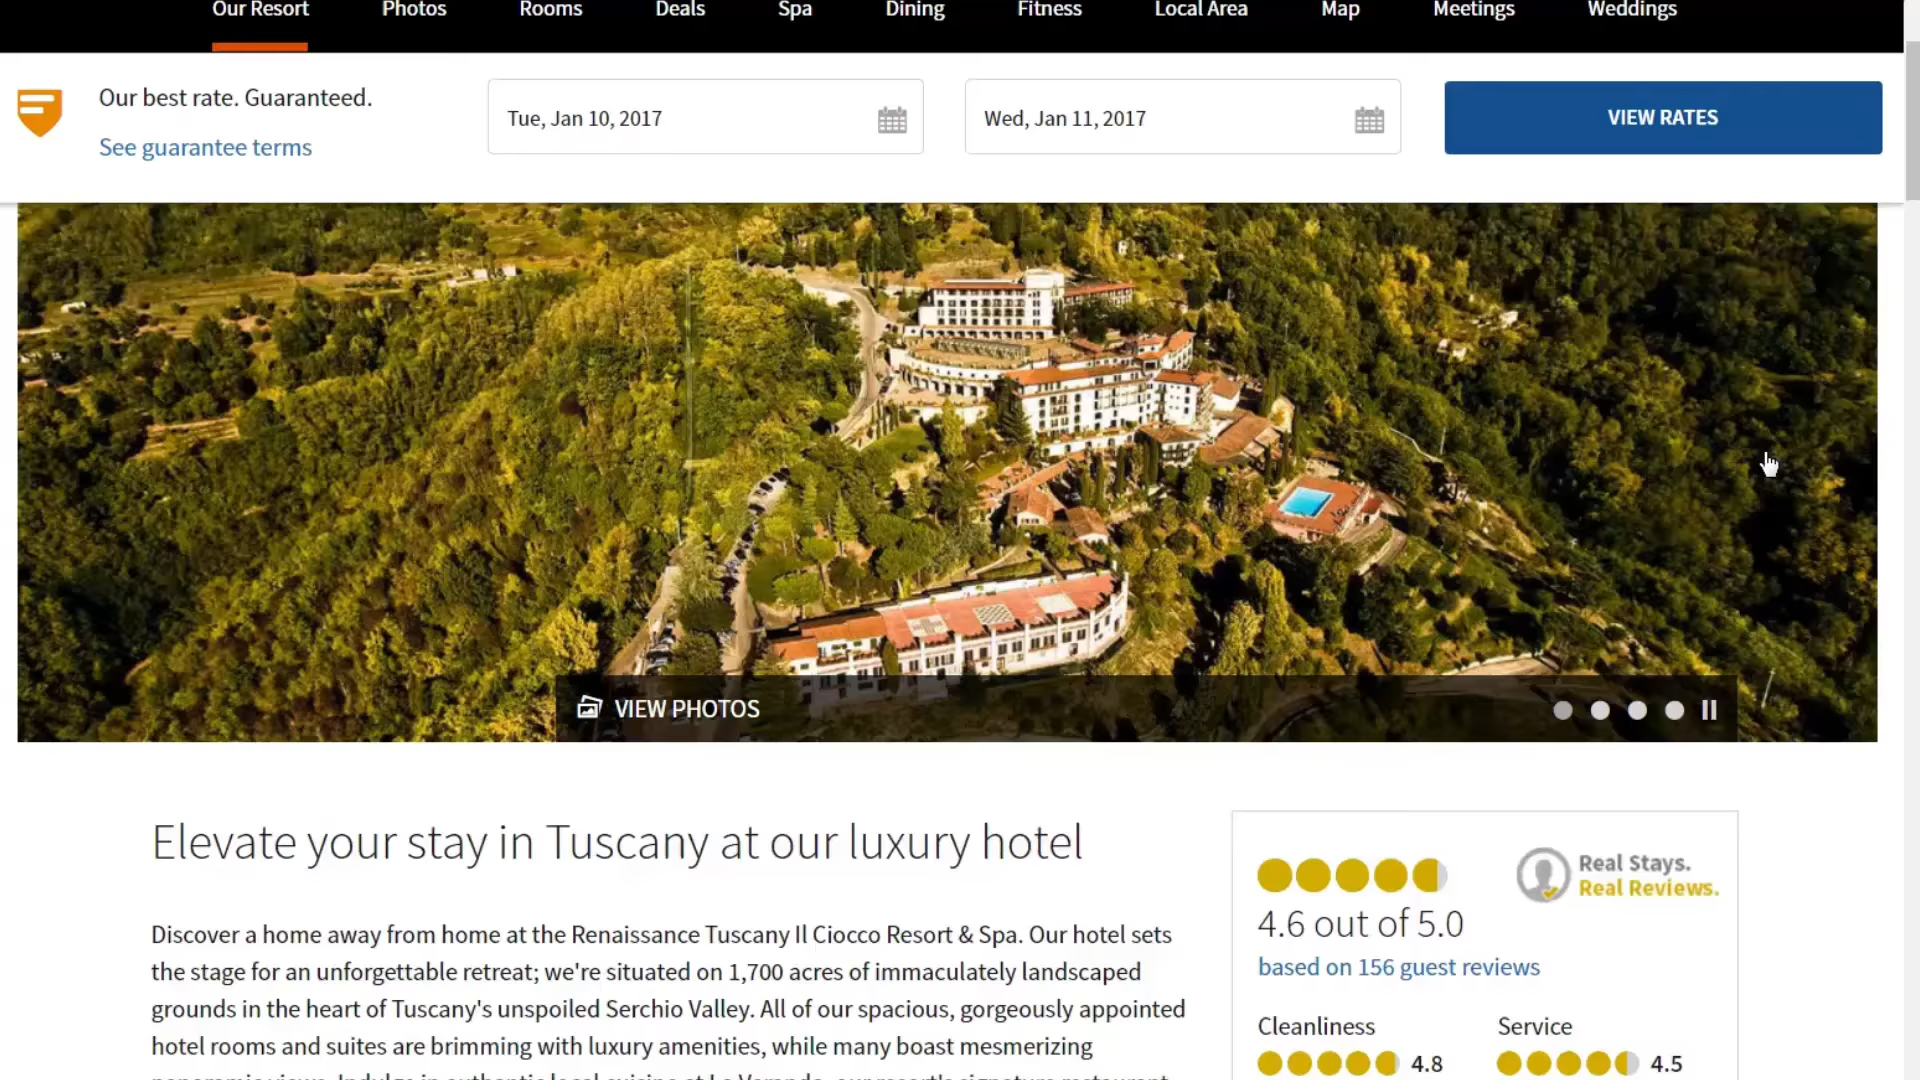 Our Resort Photos Rooms Deals Spa Dining Fitness Local Area Map Meetings Weddings
Our best rate. Guaranteed.
See guarantee terms
Tue, Jan 10, 2017
Wed, Jan 11, 2017
VIEW RATES
VIEW PHOTOS
Elevate your stay in Tuscany at our luxury hotel
Discover a home away from home at the Renaissance Tuscany Il Ciocco Resort & Spa. Our hotel sets
the stage for an unforgettable retreat; we're situated on 1,700 acres of immaculately landscaped
grounds in the heart of Tuscany's unspoiled Serchio Valley. All of our spacious, gorgeously appointed
hotel rooms and suites are brimming with luxury amenities, while many boast mesmerizing
Real Stays.
Real Reviews.
4.6 out of 5.0
based on 156 guest reviews
Cleanliness Service
4.8 4.5